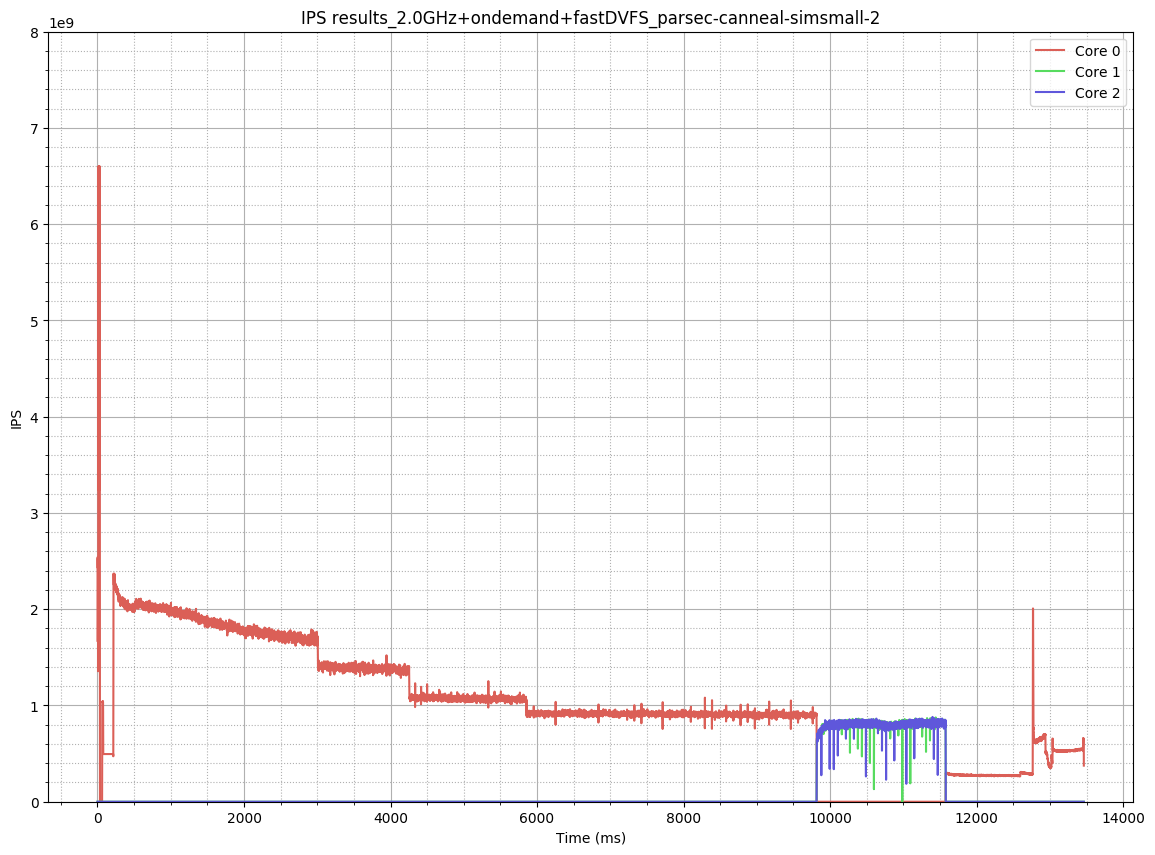 IPS results_2.0GHz+ondemand+fastDVFS_parsec-canneal-simsmall-2
1e9
8
7
6
5
4
3
2
1
0
IPS
Core 0
Core 1
Core 2
0 2000 4000 6000 8000 10000 12000 14000
Time (ms)